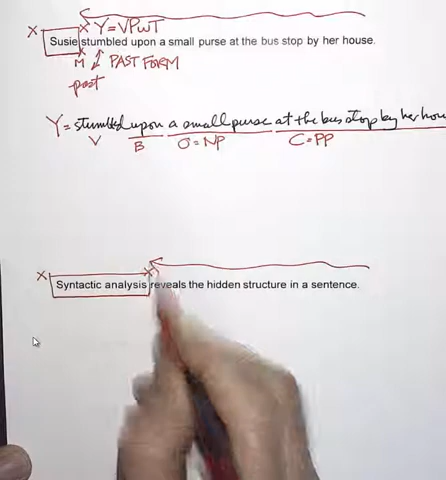 X X Y = VPwT
Susie stumbled upon a small purse at the bus stop by her house.
X
M PAST FORM
past
Y = stumbled upon a small purse at the bus stop by her hou
V B O = NP C = PP
X X
Syntactic analysis reveals the hidden structure in a sentence.